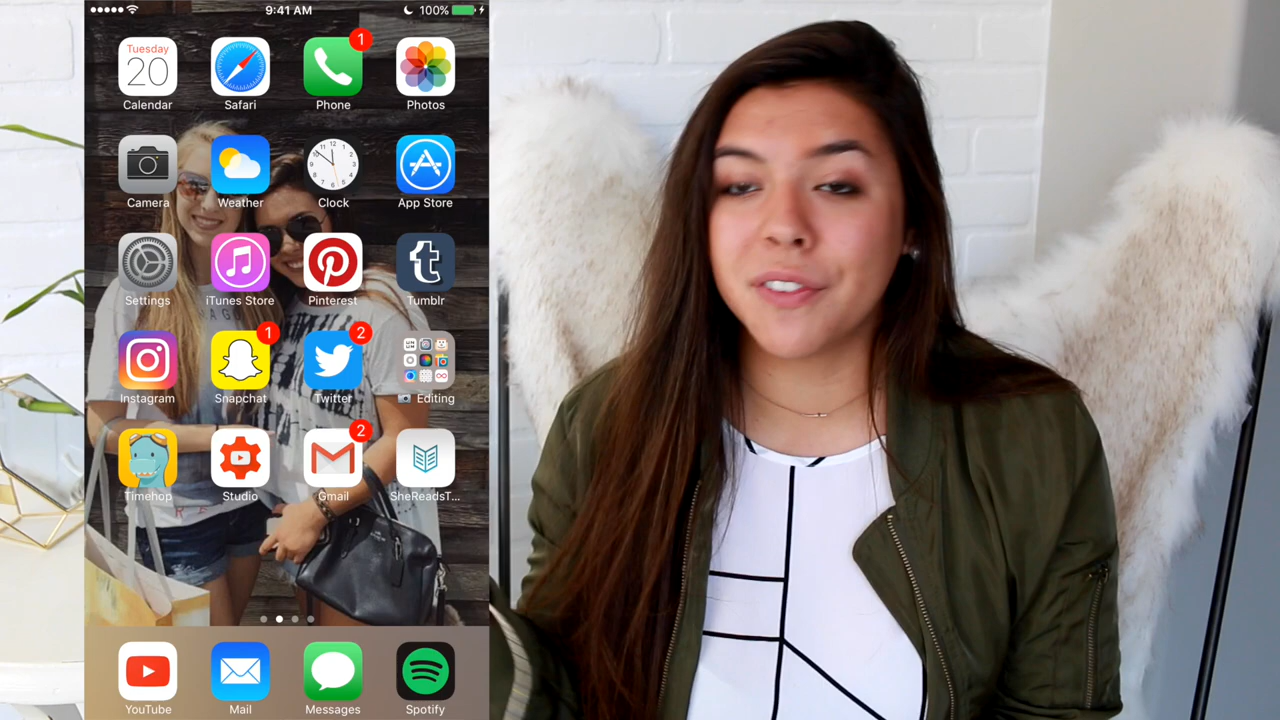 9:41 AM 100%
Tuesday
20 1
Calendar Safari Phone Photos
12
Camera Weather Clock App Store
Settings iTunes Store Pinterest Tumblr
1 2
Instagram Snapchat Twitter Editing
2
Timehop Studio Gmail SheReadsT...
YouTube Mail Messages Spotify